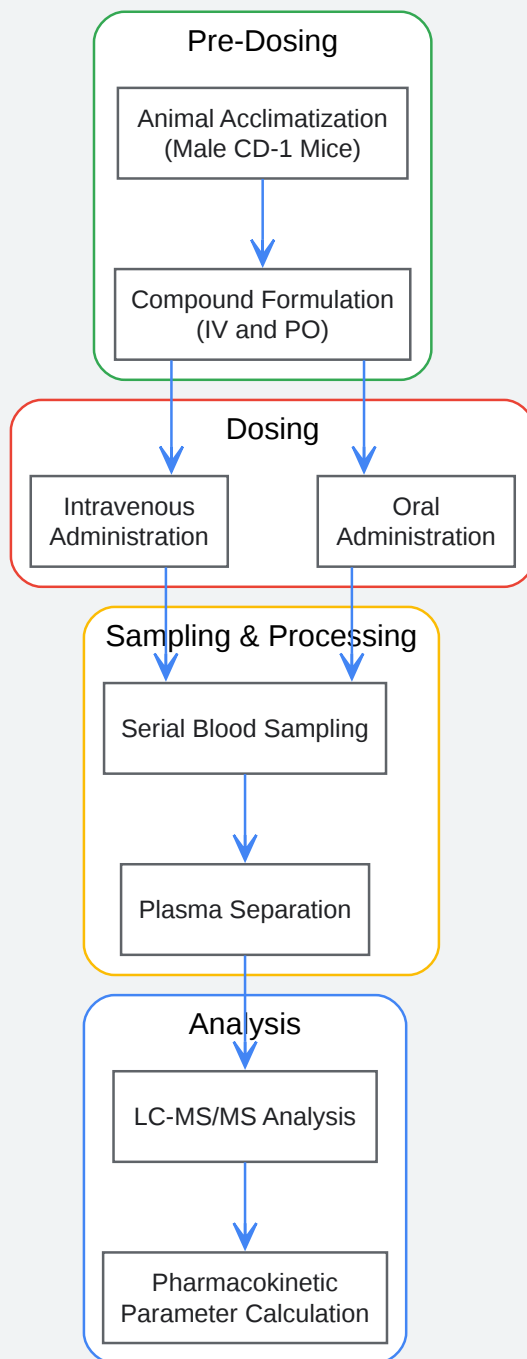 Pre-Dosing
Animal Acclimatization
(Male CD-1 Mice)
Compound Formulation
(IV and PO)
Dosing
Intravenous
Administration
Oral
Administration
Sampling & Processing
Serial Blood Sampling
Plasma Separation
Analysis
LC-MS/MS Analysis
Pharmacokinetic
Parameter Calculation